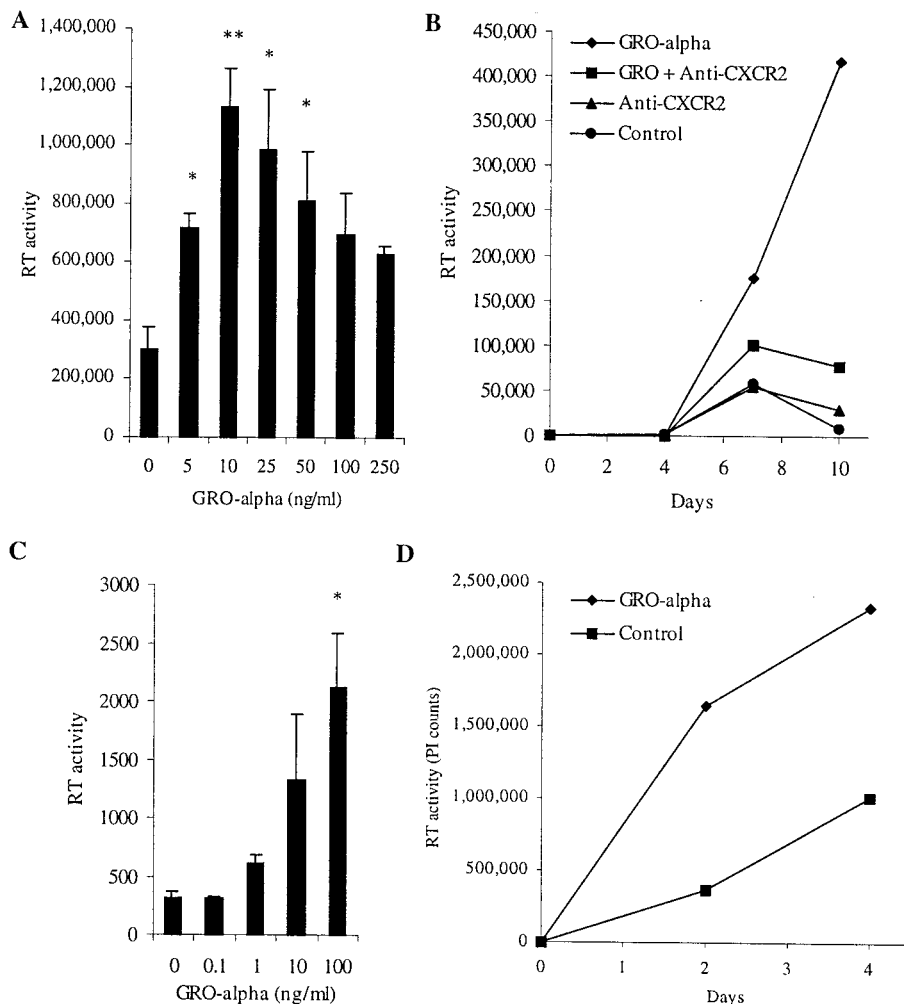 A
1,400,000
1,200,000
1,000,000
800,000
600,000
400,000
200,000
0
RT activity
* ** * *
0 5 10 25 50 100 250
GRO-alpha (ng/ml)
B
GRO-alpha
GRO + Anti-CXCR2
Anti-CXCR2
Control
450,000
400,000
350,000
300,000
250,000
200,000
150,000
100,000
50,000
0
RT activity
0 2 4 6 8 10
Days
C
3000
2500
2000
1500
1000
500
0
RT activity
*
0 0.1 1 10 100
GRO-alpha (ng/ml)
D
GRO-alpha
Control
2,500,000
2,000,000
1,500,000
1,000,000
500,000
0
RT activity (PI counts)
0 1 2 3 4
Days